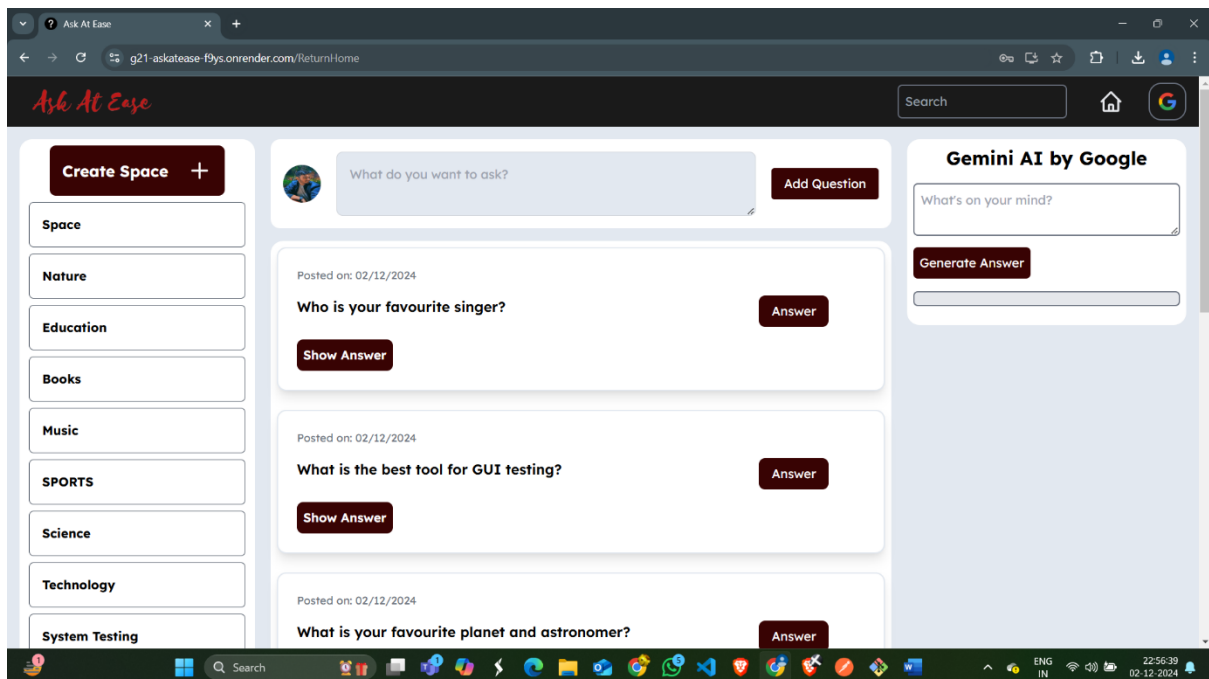 Ask At Ease
g21-askatease-f9ys.onrender.com/ReturnHome
Ask At Ease
Search
Create Space +
Space
Nature
Education
Books
Music
SPORTS
Science
Technology
System Testing
What do you want to ask?
Add Question
Posted on: 02/12/2024
Who is your favourite singer?
Answer
Show Answer
Posted on: 02/12/2024
What is the best tool for GUI testing?
Answer
Show Answer
Posted on: 02/12/2024
What is your favourite planet and astronomer?
Answer
Gemini AI by Google
What's on your mind?
Generate Answer
Search
ENG
IN
22:56:39
02-12-2024